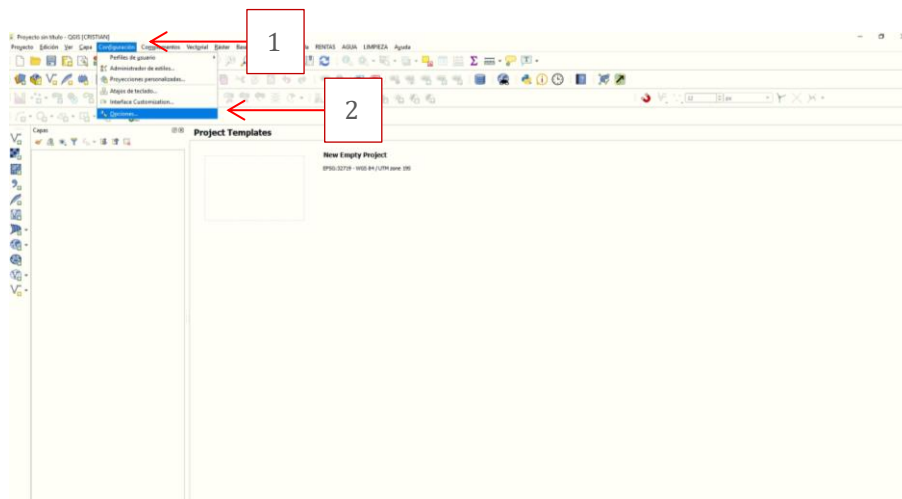 Proyecto sin título - QGIS [CRISTIAN]
Proyecto Edición Ver Capa Configuración Complementos Vectorial Ráster RENTAS AGUA LIMPIEZA Ayuda
1
Perfiles de usuario
Administrador de estilos...
Proyecciones personalizadas...
Atajos de teclado...
Interface Customization...
Opciones...
2
Capas
Project Templates
New Empty Project
EPSG:32719 - WGS 84 / UTM zone 19S